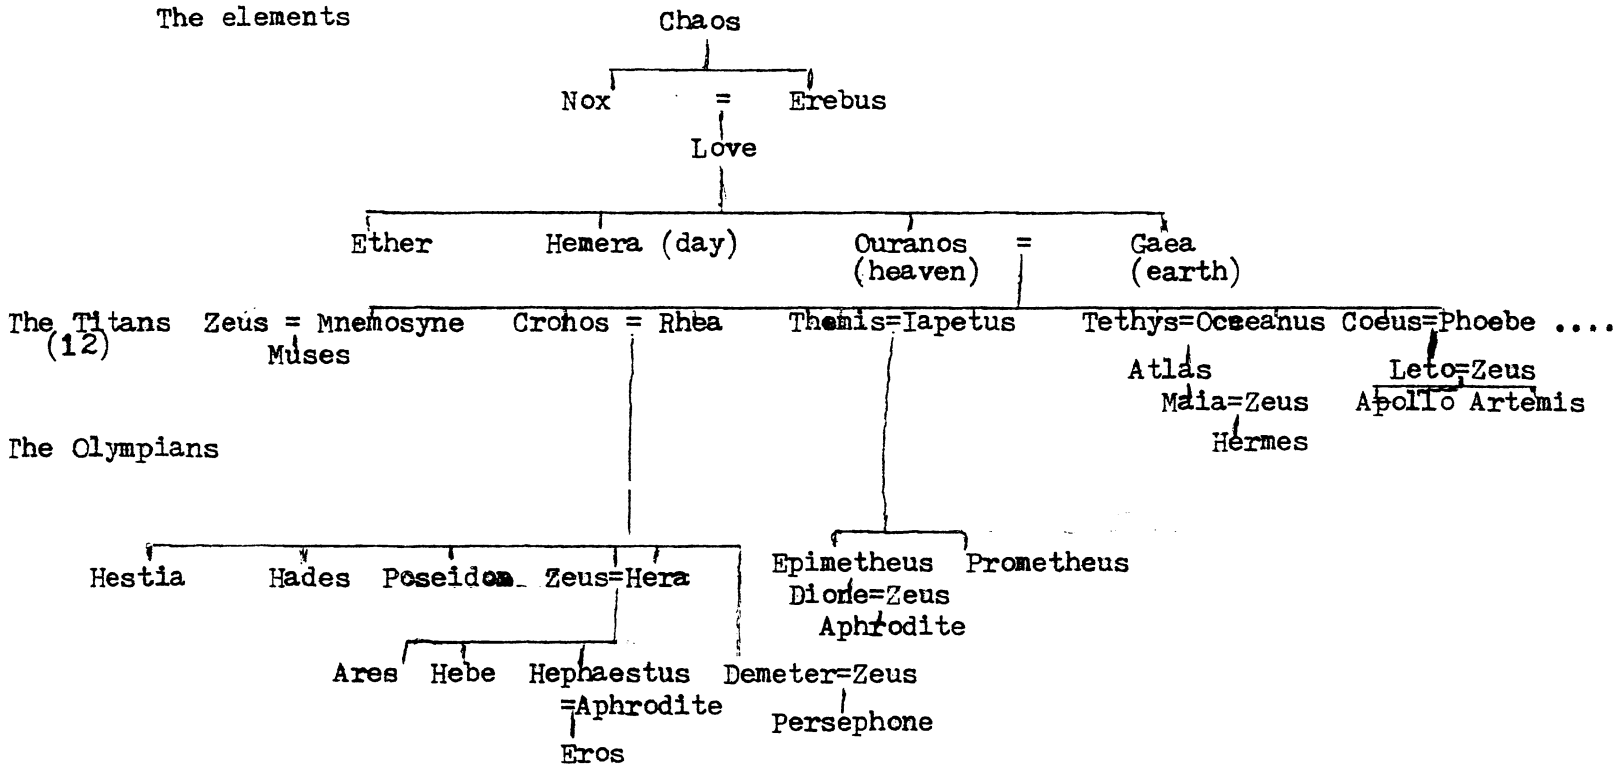 The elements Chaos
Nox = Erebus
Love
Ether Hemera (day) Ouranos = Gaea
(heaven) (earth)
The Titans Zeus = Mnemosyne Cronos = Rhea Themis=Iapetus Tethys=Oceeanus Coeus=Phoebe ....
(12) Muses
Atlas Leto=Zeus
Maia=Zeus Apollo Artemis
The Olympians Hermes
Hestia Hades Poseidon Zeus=Hera Epimetheus Prometheus
Dione=Zeus
Aphrodite
Ares Hebe Hephaestus Demeter=Zeus
=Aphrodite Persephone
Eros